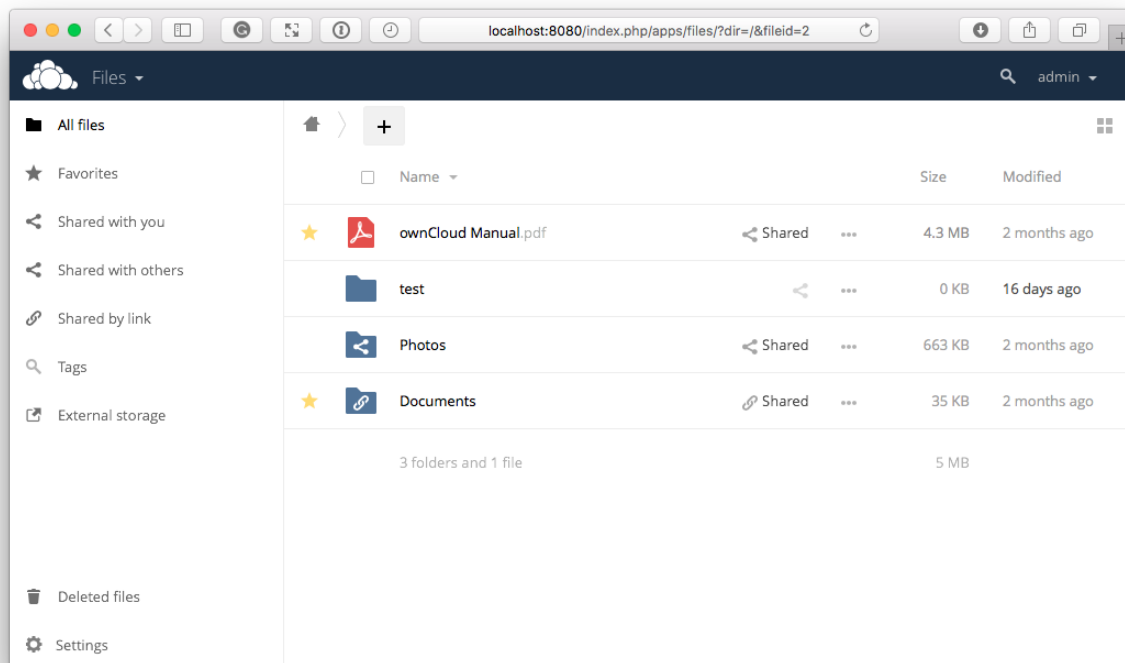 localhost:8080/index.php/apps/files/?dir=/&fileid=2
Files admin
All files
Favorites
Shared with you
Shared with others
Shared by link
Tags
External storage
Deleted files
Settings
Name Size Modified
ownCloud Manual.pdf Shared 4.3 MB 2 months ago
test 0 KB 16 days ago
Photos Shared 663 KB 2 months ago
Documents Shared 35 KB 2 months ago
3 folders and 1 file 5 MB